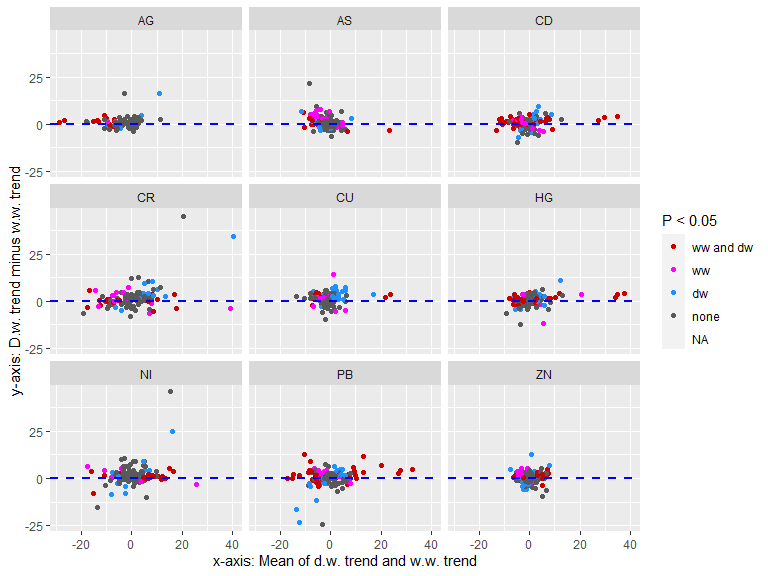 AG AS CD
25
0
-25
CR CU HG
25
0
-25
NI PB ZN
25
0
-25
-20 0 20 40 -20 0 20 40 -20 0 20 40
x-axis: Mean of d.w. trend and w.w. trend
y-axis: D.w. trend minus w.w. trend
P < 0.05
ww and dw
ww
dw
none
NA